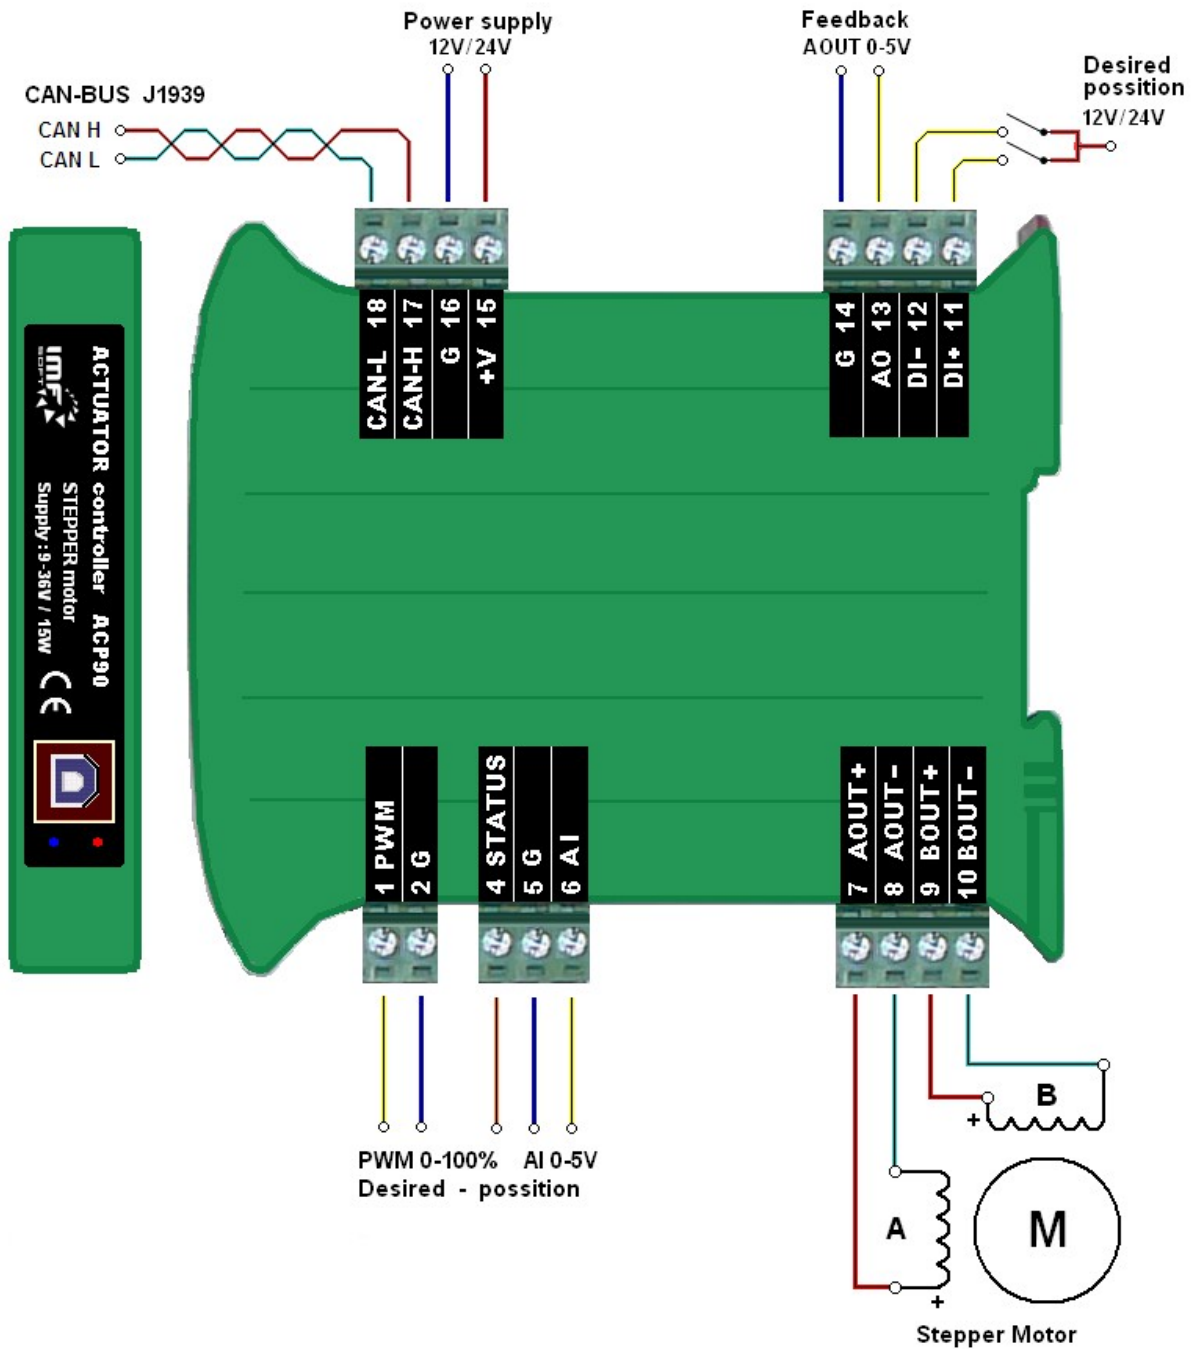 Power supply
12V/24V
Feedback
AOUT 0-5V
Desired
possition
12V/24V
CAN-BUS J1939
CAN H
CAN L
CAN-L 18
CAN-H 17
G 16
+V 15
G 14
AO 13
DI- 12
DI+ 11
ACTUATOR controller ACP90
STEPPER motor
Supply: 9-36V / 15W
IMF
SOFT
CE
1 PWM
2 G
4 STATUS
5 G
6 AI
7 AOUT+
8 AOUT-
9 BOUT+
10 BOUT-
PWM 0-100%
AI 0-5V
Desired - possition
B
+
A
+
M
Stepper Motor